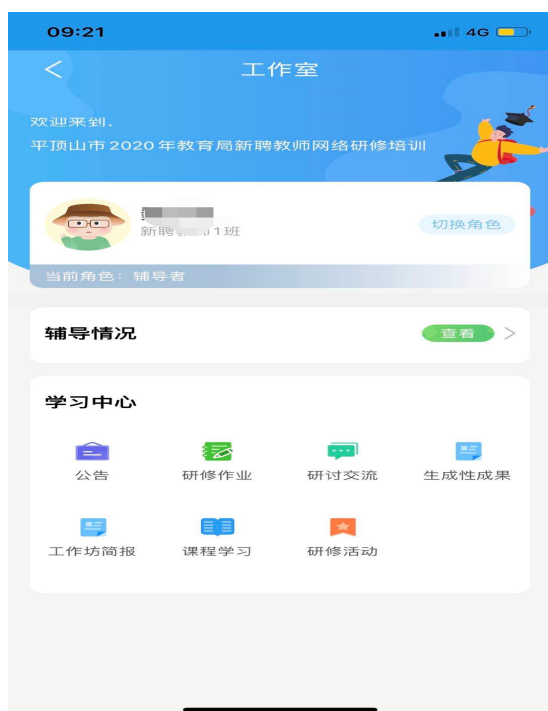 09:21
4G
工作室
欢迎来到,
平顶山市2020年教育局新聘教师网络研修培训
新聘教师1班
切换角色
当前角色：辅导者
辅导情况
查看
学习中心
公告
研修作业
研讨交流
生成性成果
工作坊简报
课程学习
研修活动